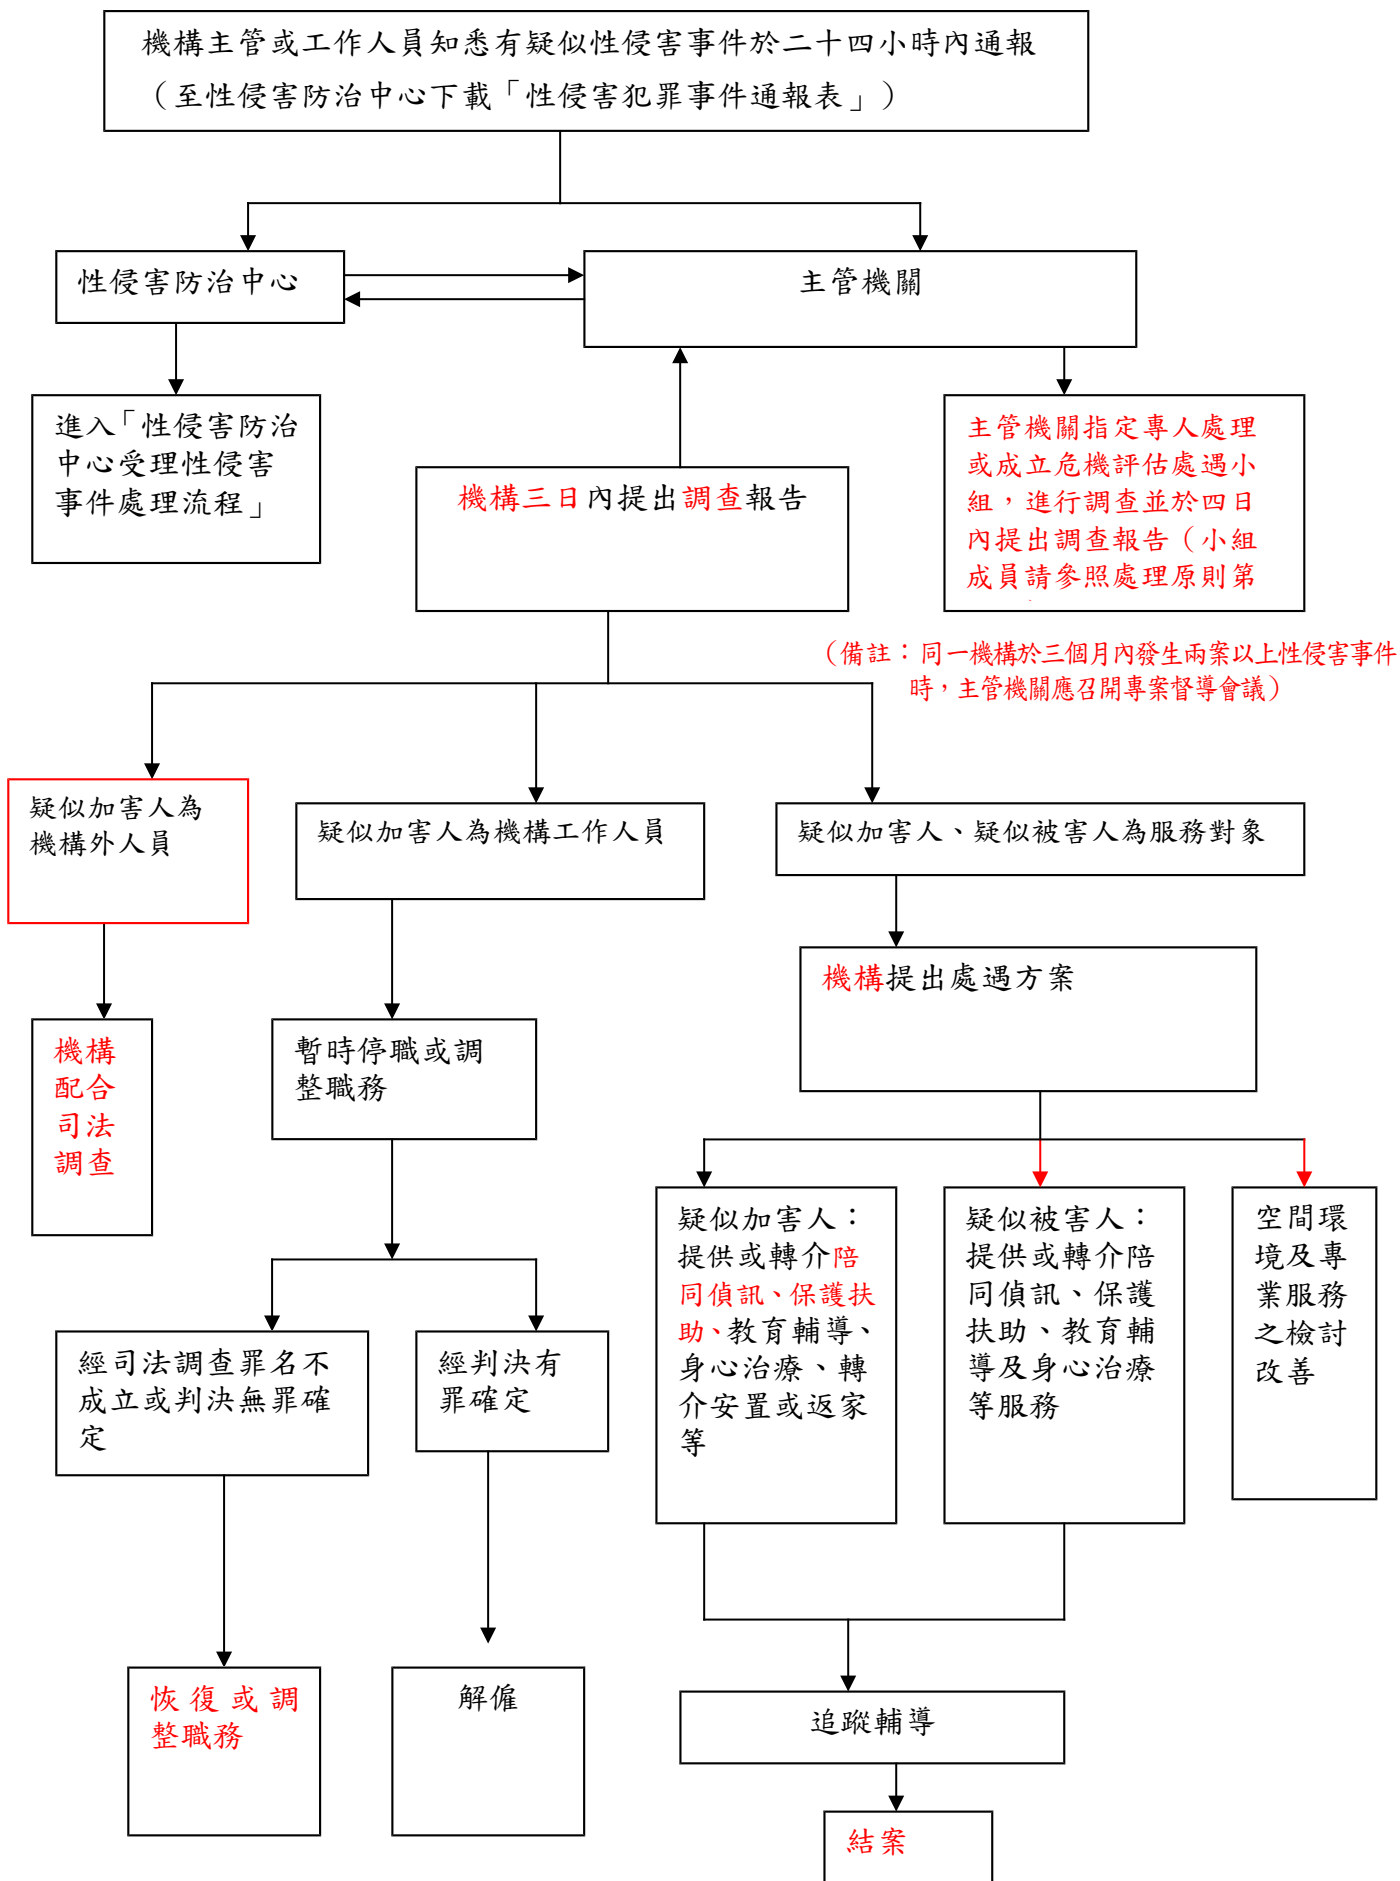 機構主管或工作人員知悉有疑似性侵害事件於二十四小時內通報
（至性侵害防治中心下載「性侵害犯罪事件通報表」）
性侵害防治中心
主管機關
進入「性侵害防治
中心受理性侵害
事件處理流程」
機構三日內提出調查報告
主管機關指定專人處理
或成立危機評估處遇小
組，進行調查並於四日
內提出調查報告（小組
成員請參照處理原則第
（備註：同一機構於三個月內發生兩案以上性侵害事件
時，主管機關應召開專案督導會議）
疑似加害人為
機構外人員
疑似加害人為機構工作人員
疑似加害人、疑似被害人為服務對象
機構提出處遇方案
機構
配合
司法
調查
暫時停職或調
整職務
疑似加害人：
提供或轉介陪
同偵訊、保護扶
助、教育輔導、
身心治療、轉
介安置或返家
等
疑似被害人：
提供或轉介陪
同偵訊、保護
扶助、教育輔
導及身心治療
等服務
空間環
境及專
業服務
之檢討
改善
經司法調查罪名不
成立或判決無罪確
定
經判決有
罪確定
恢復或調
整職務
解僱
追蹤輔導
結案